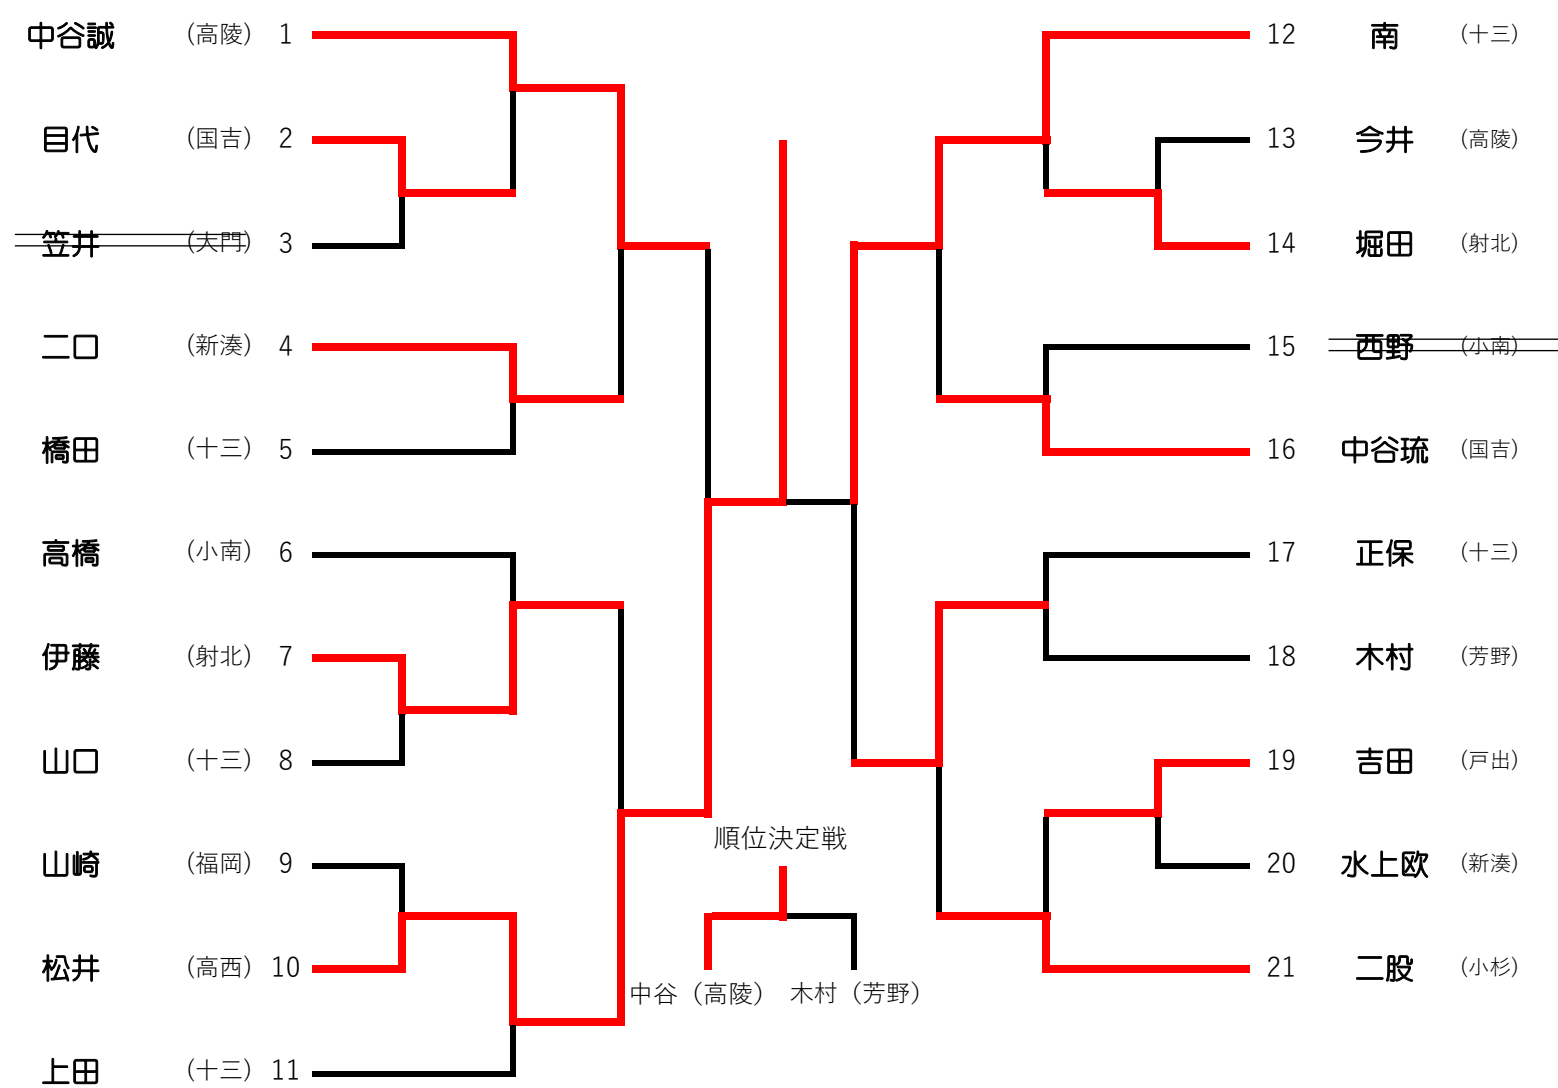 中谷誠 （高陵） 1
目代 （国吉） 2
笠井 （大門） 3
二口 （新湊） 4
橋田 （十三） 5
高橋 （小南） 6
伊藤 （射北） 7
山口 （十三） 8
山崎 （福岡） 9
松井 （高西） 10
上田 （十三） 11
12 南 （十三）
13 今井 （高陵）
14 堀田 （射北）
15 西野 （小南）
16 中谷琉 （国吉）
17 正保 （十三）
18 木村 （芳野）
19 吉田 （戸出）
20 水上欧 （新湊）
21 二股 （小杉）
順位決定戦
中谷（高陵） 木村（芳野）